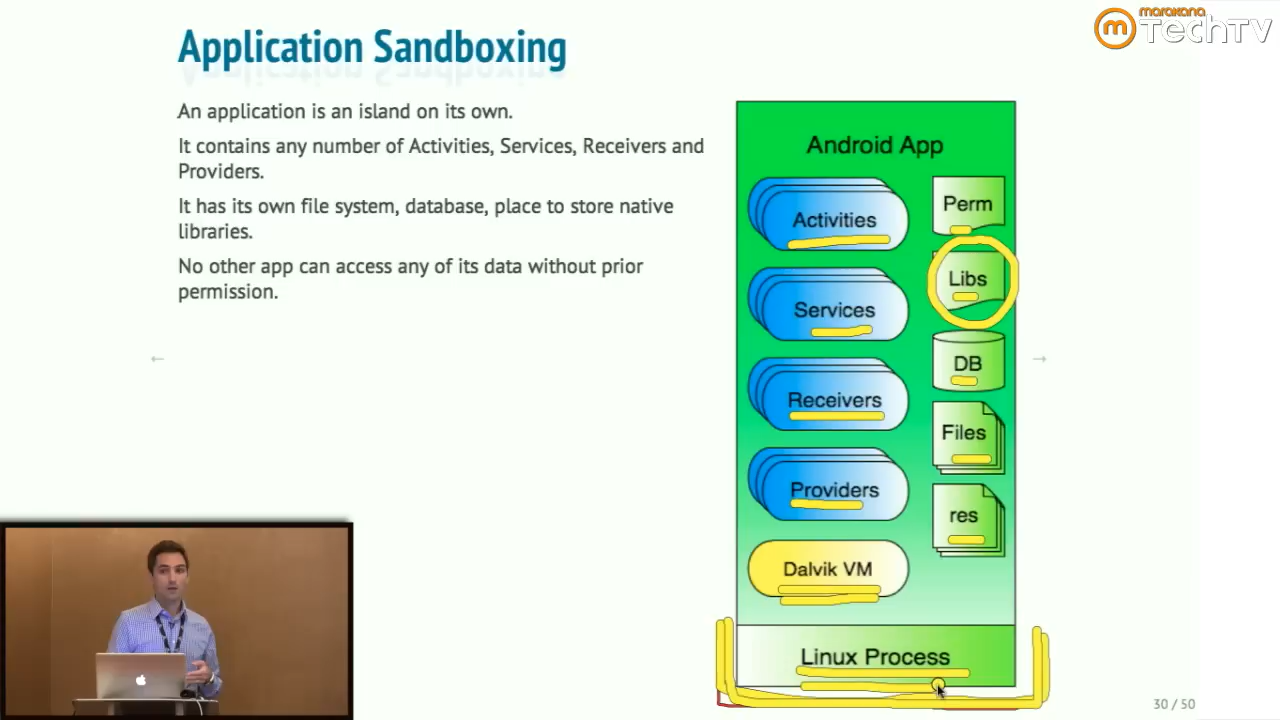 marakana
TechTV
Application Sandboxing
An application is an island on its own.
It contains any number of Activities, Services, Receivers and
Providers.
It has its own file system, database, place to store native
libraries.
No other app can access any of its data without prior
permission.
Android App
Activities
Perm
Services
Libs
Receivers
DB
Files
Providers
res
Dalvik VM
Linux Process
30 / 50